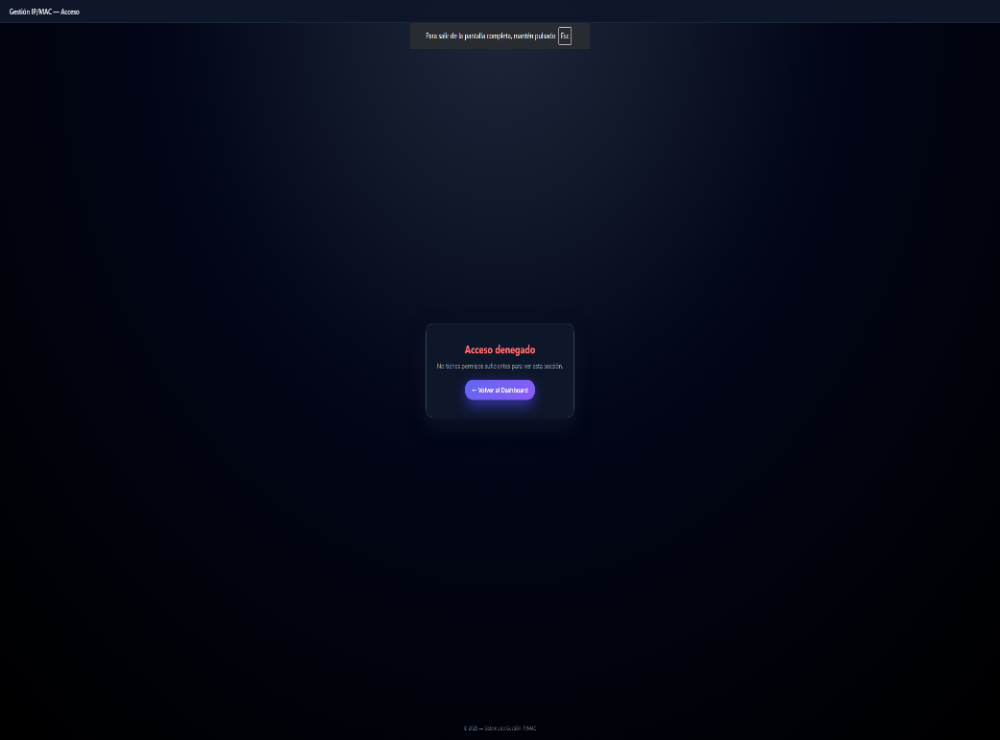 Gestión IP/MAC — Acceso
Para salir de la pantalla completa, mantén pulsado Esc
Acceso denegado
No tienes permisos suficientes para ver esta sección.
← Volver al Dashboard
© 2025 — Sistema de Gestión IP/MAC